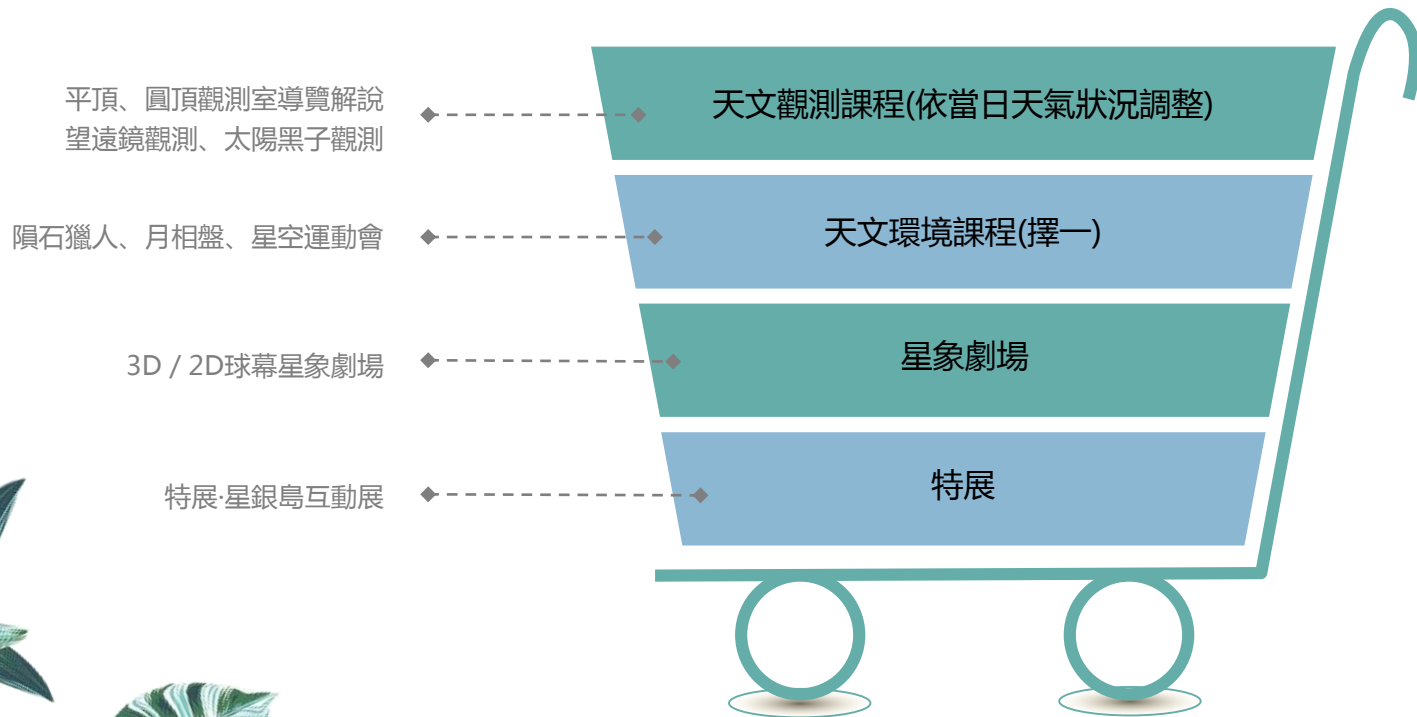 平頂、圓頂觀測室導覽解說
望遠鏡觀測、太陽黑子觀測
天文觀測課程(依當日天氣狀況調整)
隕石獵人、月相盤、星空運動會
天文環境課程(擇一)
3D / 2D球幕星象劇場
星象劇場
特展·星銀島互動展
特展